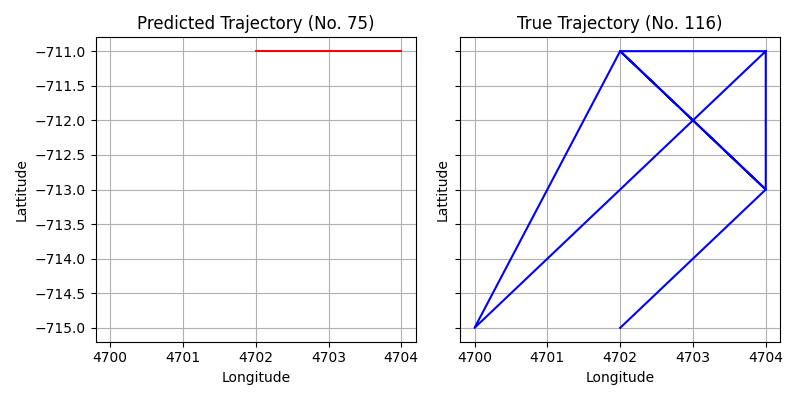 Predicted Trajectory (No. 75)
True Trajectory (No. 116)
−711.0
−711.5
−712.0
−712.5
−713.0
−713.5
−714.0
−714.5
−715.0
Lattitude
Lattitude
4700 4701 4702 4703 4704
4700 4701 4702 4703 4704
Longitude
Longitude